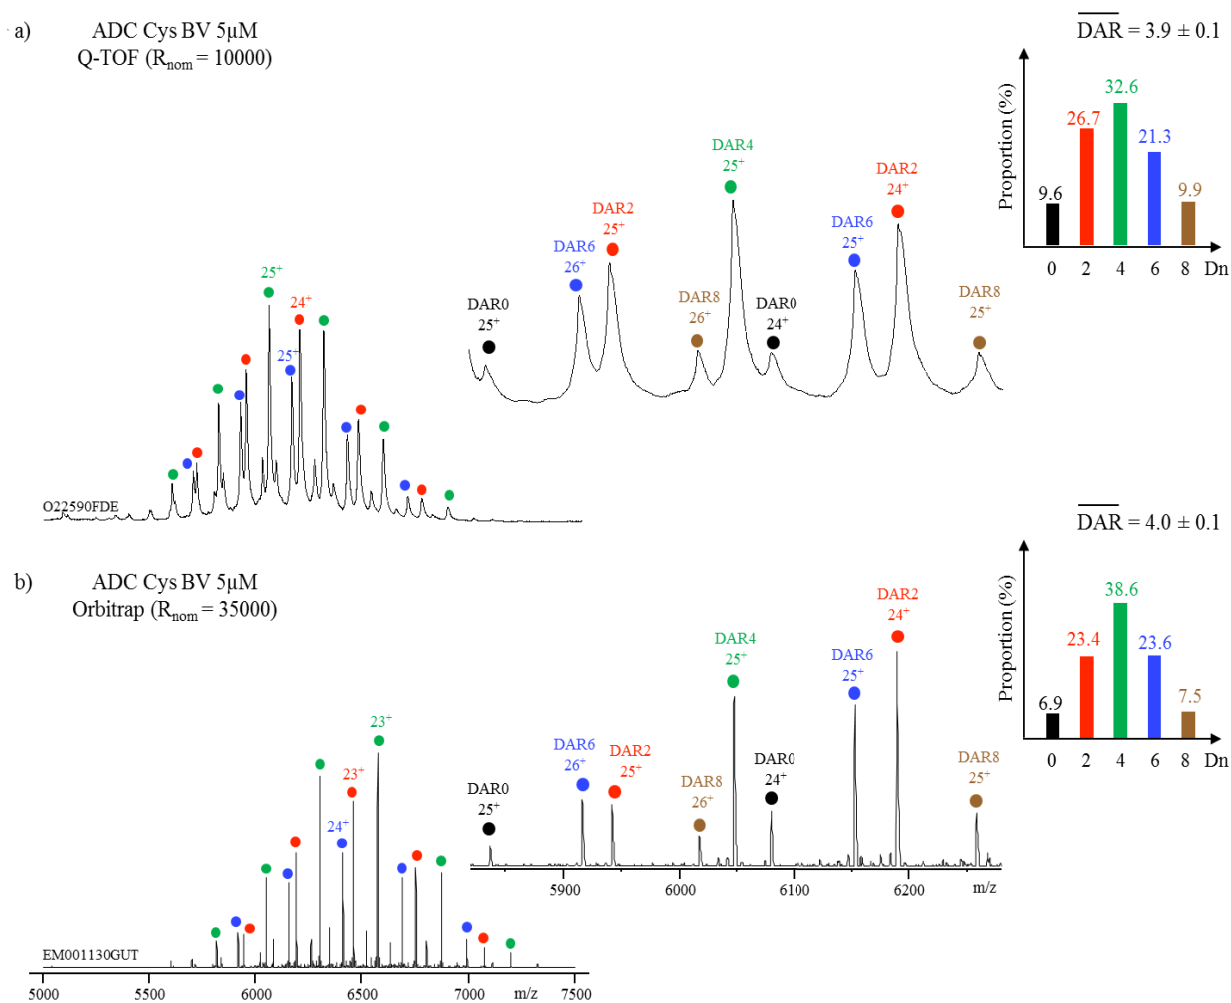 a)
ADC Cys BV 5µM
Q-TOF (Rnom = 10000)
DAR = 3.9 ± 0.1
Proportion (%)
9.6
26.7
32.6
21.3
9.9
0 2 4 6 8 Dn
DAR0
25+
DAR6
26+
DAR2
25+
DAR8
26+
DAR4
25+
DAR0
24+
DAR6
25+
DAR2
24+
DAR8
25+
25+
24+
25+
O22590FDE
b)
ADC Cys BV 5µM
Orbitrap (Rnom = 35000)
DAR = 4.0 ± 0.1
Proportion (%)
6.9
23.4
38.6
23.6
7.5
0 2 4 6 8 Dn
DAR0
25+
DAR6
26+
DAR2
25+
DAR8
26+
DAR4
25+
DAR0
24+
DAR6
25+
DAR2
24+
DAR8
25+
5900 6000 6100 6200 m/z
23+
23+
24+
EM001130GUT
5000 5500 6000 6500 7000 m/z 7500